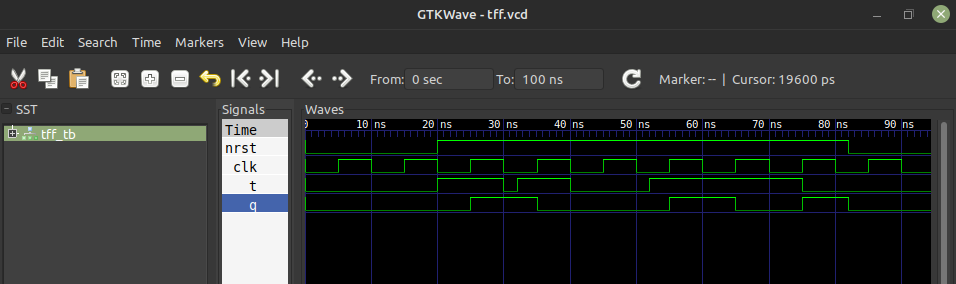 GTKWave - tff.vcd
File Edit Search Time Markers View Help
From: 0 sec To: 100 ns Marker: -- | Cursor: 19600 ps
SST Signals Waves
tff_tb Time 0 10 ns 20 ns 30 ns 40 ns 50 ns 60 ns 70 ns 80 ns 90 ns
nrst
clk
t
q